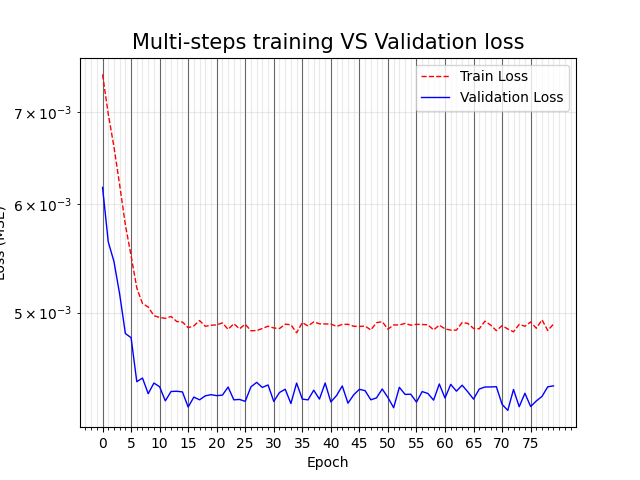 Multi-steps training VS Validation loss
Train Loss
Validation Loss
7 × 10⁻³
6 × 10⁻³
5 × 10⁻³
Loss (MSE)
0 5 10 15 20 25 30 35 40 45 50 55 60 65 70 75
Epoch